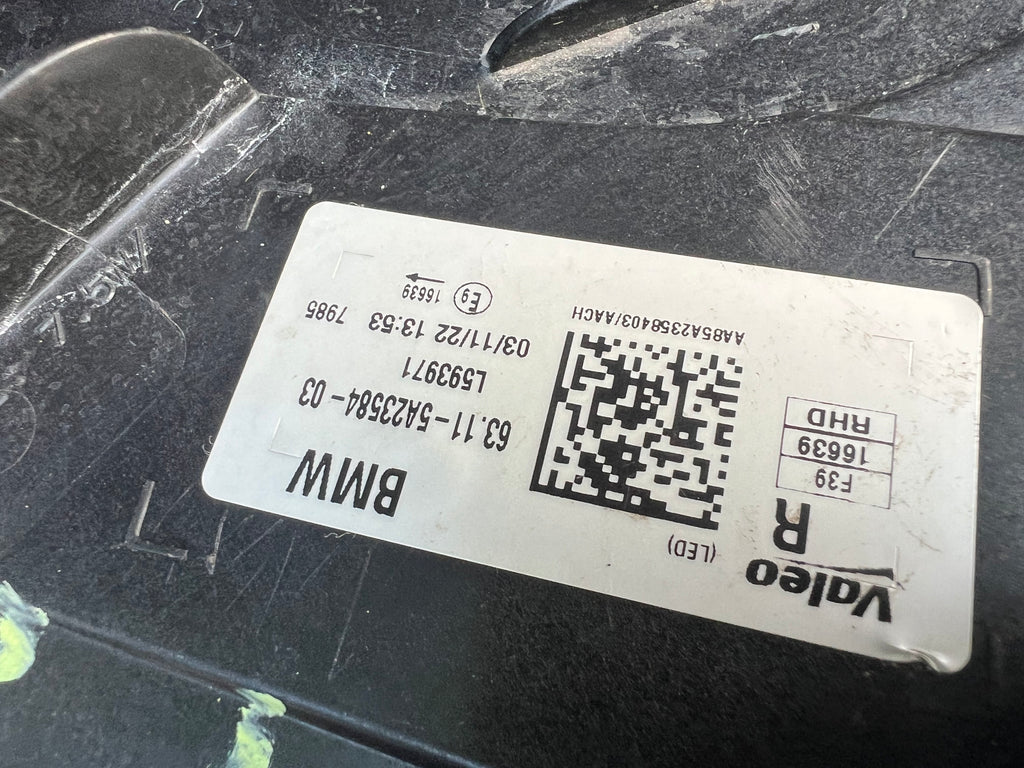 Valeo
(LED)
R
F39
16639
RHD
AA85A2358403/AACH
BMW
63.11-5A23584-03
L593971
03/11/22 13:53 7985
E9 16639